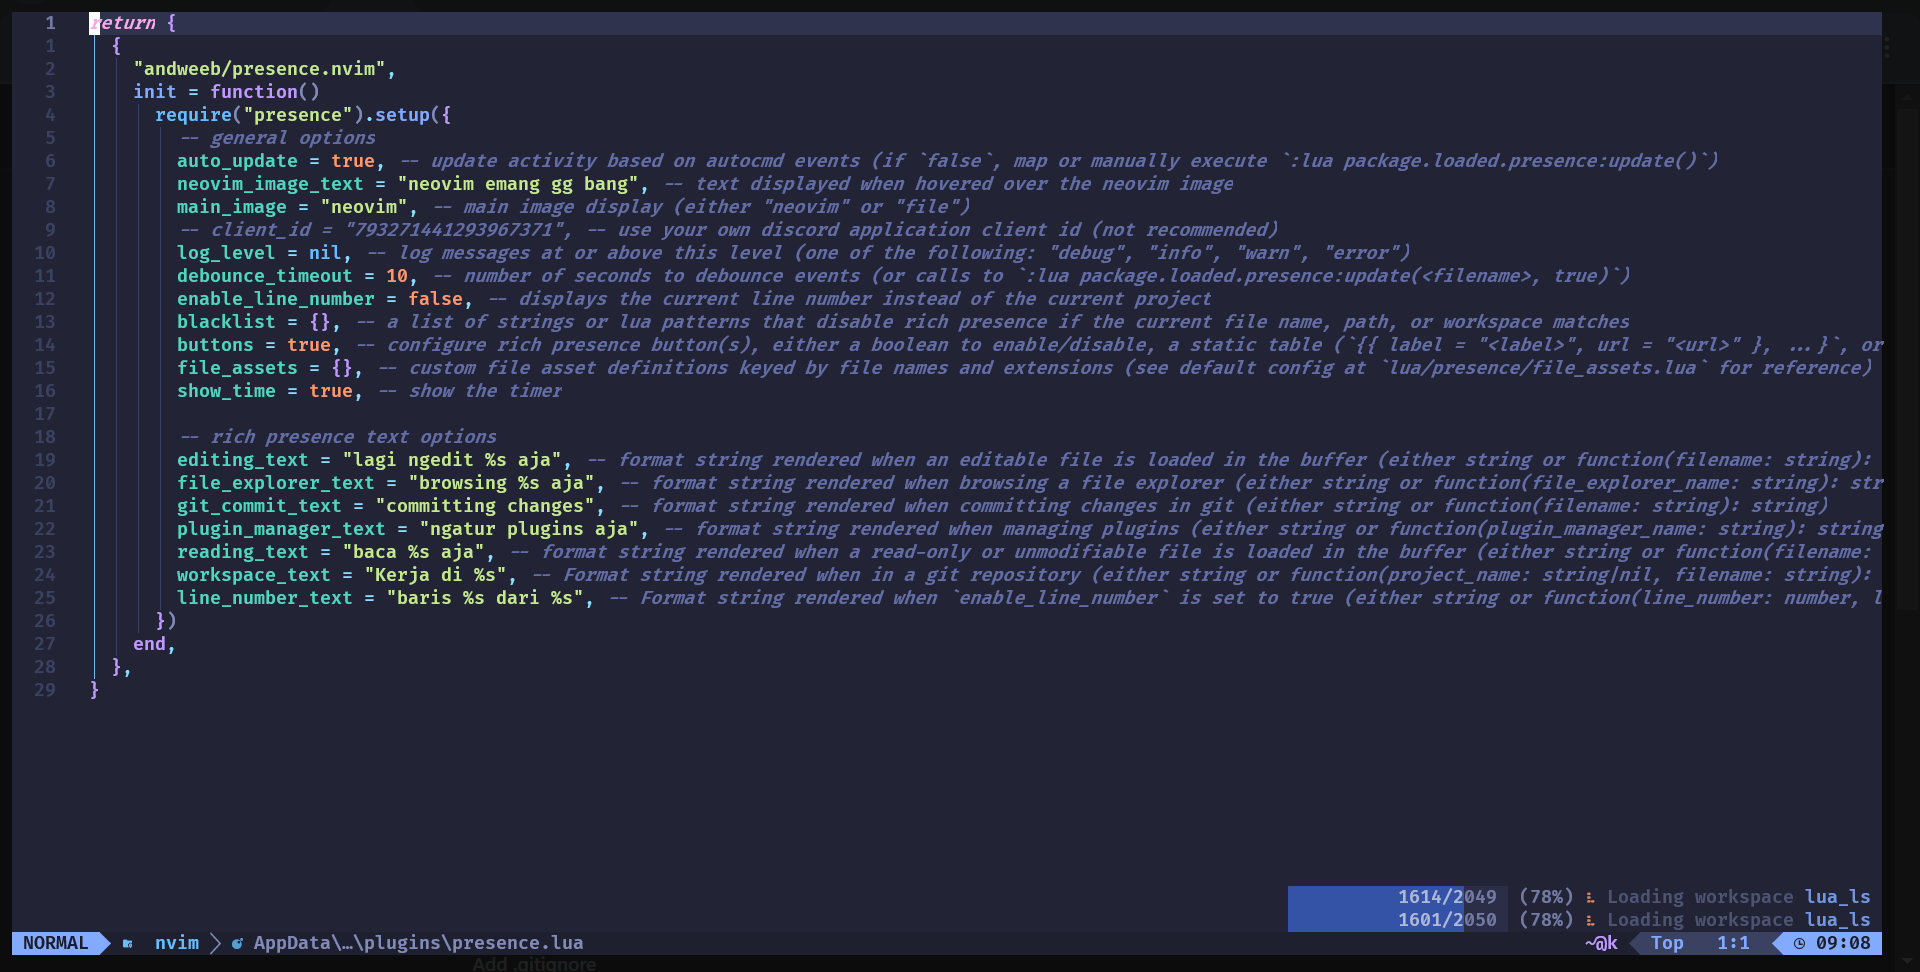 1 return {
1 {
2 "andweeb/presence.nvim",
3 init = function()
4 require("presence").setup({
5 -- general options
6 auto_update = true, -- update activity based on autocmd events (if `false`, map or manually execute `:lua package.loaded.presence:update()`)
7 neovim_image_text = "neovim emang gg bang", -- text displayed when hovered over the neovim image
8 main_image = "neovim", -- main image display (either "neovim" or "file")
9 -- client_id = "793271441293967371", -- use your own discord application client id (not recommended)
10 log_level = nil, -- log messages at or above this level (one of the following: "debug", "info", "warn", "error")
11 debounce_timeout = 10, -- number of seconds to debounce events (or calls to `:lua package.loaded.presence:update(<filename>, true)`)
12 enable_line_number = false, -- displays the current line number instead of the current project
13 blacklist = {}, -- a list of strings or lua patterns that disable rich presence if the current file name, path, or workspace matches
14 buttons = true, -- configure rich presence button(s), either a boolean to enable/disable, a static table (`{{ label = "<label>", url = "<url>" }, ...}`, or
15 file_assets = {}, -- custom file asset definitions keyed by file names and extensions (see default config at `lua/presence/file_assets.lua` for reference)
16 show_time = true, -- show the timer
17
18 -- rich presence text options
19 editing_text = "lagi ngedit %s aja", -- format string rendered when an editable file is loaded in the buffer (either string or function(filename: string):
20 file_explorer_text = "browsing %s aja", -- format string rendered when browsing a file explorer (either string or function(file_explorer_name: string): str
21 git_commit_text = "committing changes", -- format string rendered when committing changes in git (either string or function(filename: string): string)
22 plugin_manager_text = "ngatur plugins aja", -- format string rendered when managing plugins (either string or function(plugin_manager_name: string): string
23 reading_text = "baca %s aja", -- format string rendered when a read-only or unmodifiable file is loaded in the buffer (either string or function(filename:
24 workspace_text = "Kerja di %s", -- Format string rendered when in a git repository (either string or function(project_name: string|nil, filename: string):
25 line_number_text = "baris %s dari %s", -- Format string rendered when `enable_line_number` is set to true (either string or function(line_number: number, l
26 })
27 end,
28 },
29 }
1614/2049 (78%) Loading workspace lua_ls
1601/2050 (78%) Loading workspace lua_ls
NORMAL nvim AppData\…\plugins\presence.lua ~@k Top 1:1 09:08
Add .gitignore